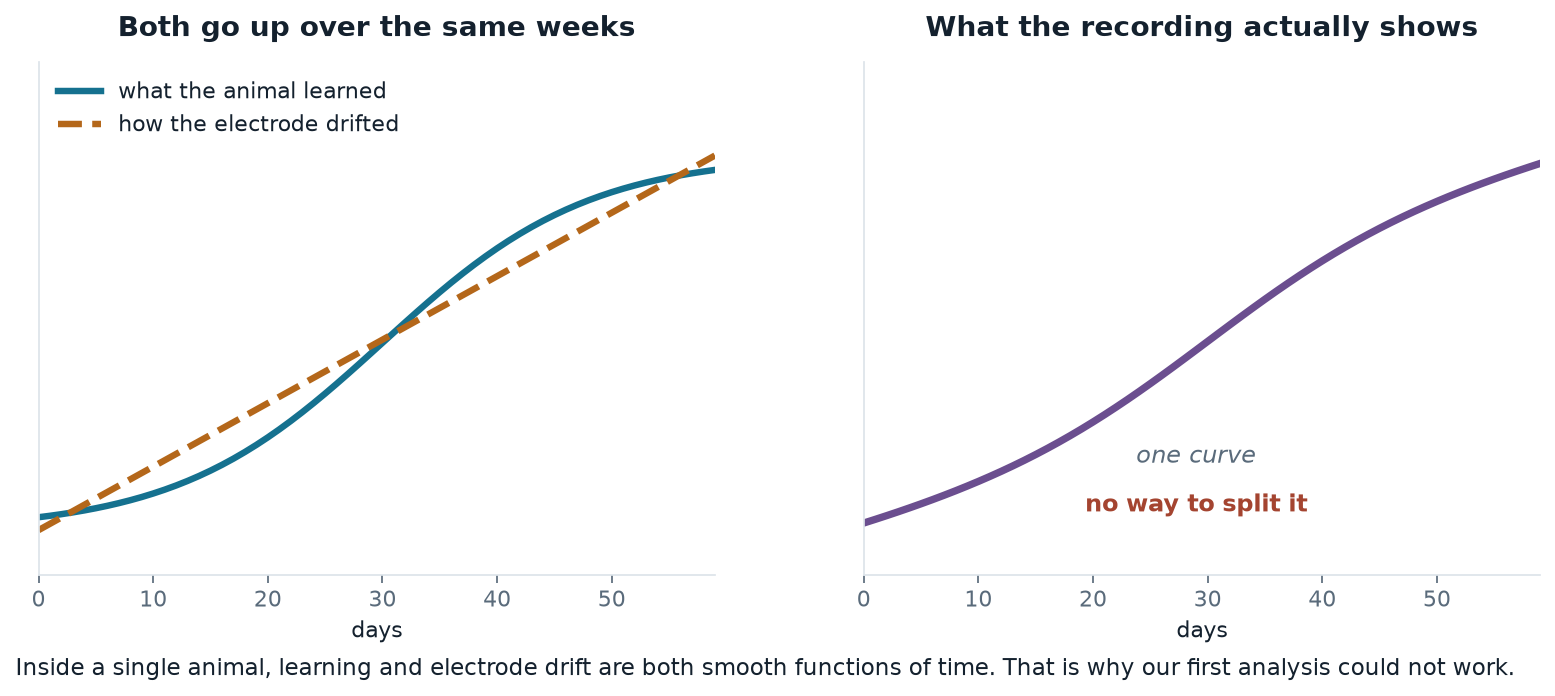 Both go up over the same weeks
what the animal learned
how the electrode drifted
0 10 20 30 40 50
days
What the recording actually shows
one curve
no way to split it
0 10 20 30 40 50
days
Inside a single animal, learning and electrode drift are both smooth functions of time. That is why our first analysis could not work.